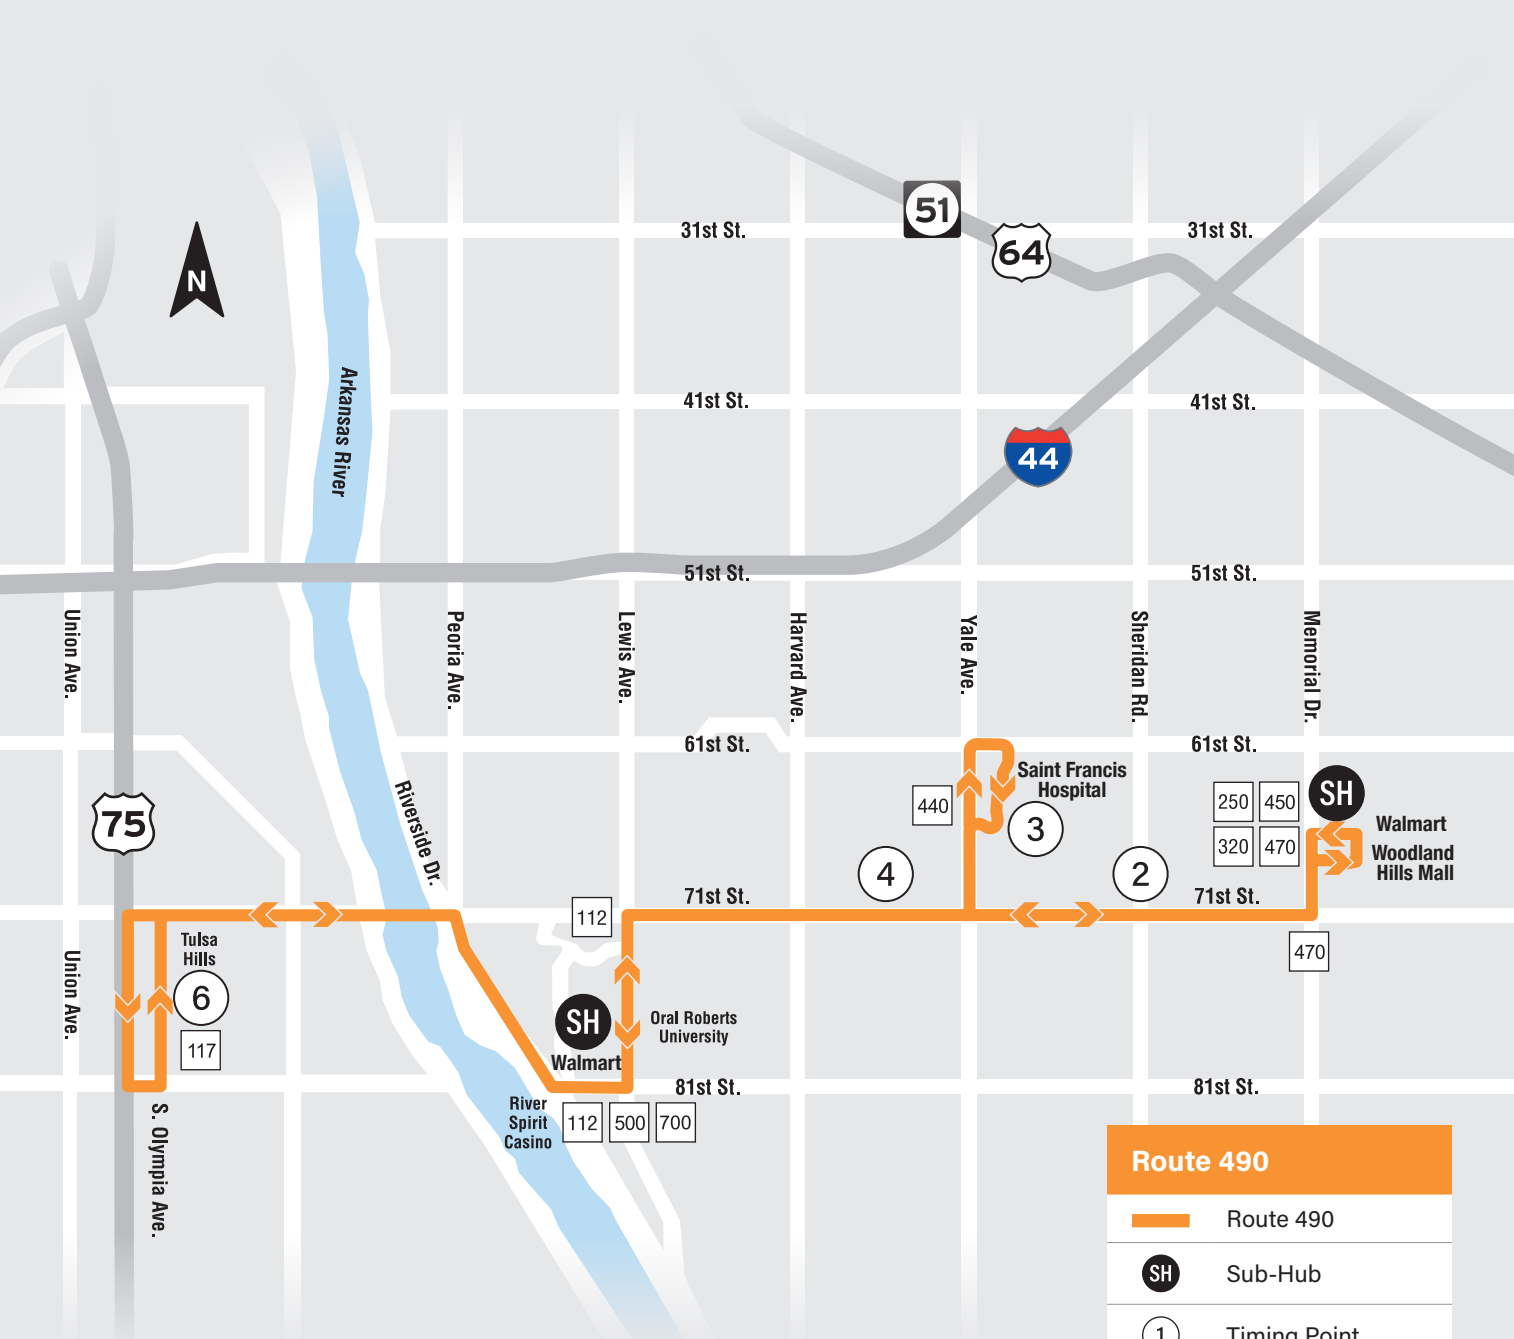 51
31st St.
31st St.
64
N
Arkansas River
41st St.
41st St.
44
51st St.
51st St.
Union Ave.
Peoria Ave.
Lewis Ave.
Harvard Ave.
Yale Ave.
Sheridan Rd.
Memorial Dr.
61st St.
61st St.
Saint Francis
Hospital
440
3
250
450
SH
320
470
Walmart
Woodland
Hills Mall
75
Riverside Dr.
4
2
71st St.
71st St.
112
470
Tulsa
Hills
6
117
Union Ave.
SH
Walmart
Oral Roberts
University
81st St.
81st St.
River
Spirit
Casino
112
500
700
S. Olympia Ave.
Route 490
Route 490
SH
Sub-Hub
1
Timing Point